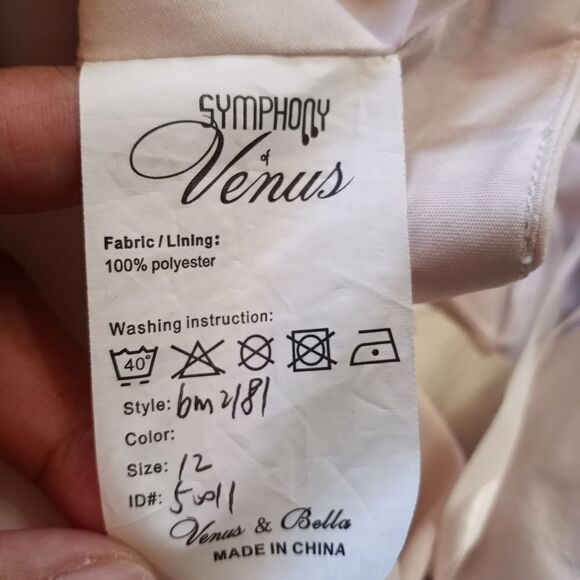 SYMPHONY
of
Venus
Fabric / Lining:
100% polyester
Washing instruction:
40°
Style: bm2181
Color:
Size: 12
ID#:
Venus & Bella
MADE IN CHINA